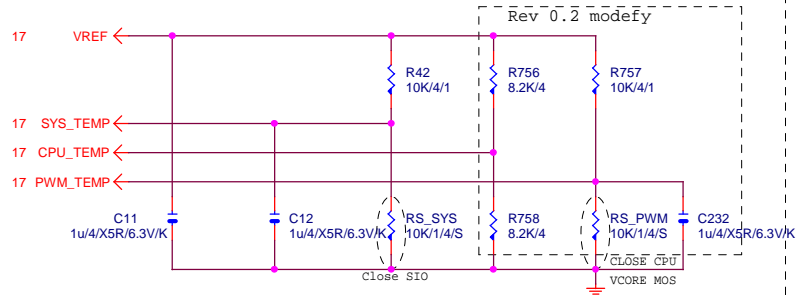 Rev 0.2 modefy
17 VREF
R42
10K/4/1
R756
8.2K/4
R757
10K/4/1
17 SYS_TEMP
17 CPU_TEMP
17 PWM_TEMP
C11
1u/4/X5R/6.3V/K
C12
1u/4/X5R/6.3V/K
RS_SYS
10K/1/4/S
R758
8.2K/4
RS_PWM
10K/1/4/S
C232
1u/4/X5R/6.3V/K
Close SIO
CLOSE CPU
VCORE MOS